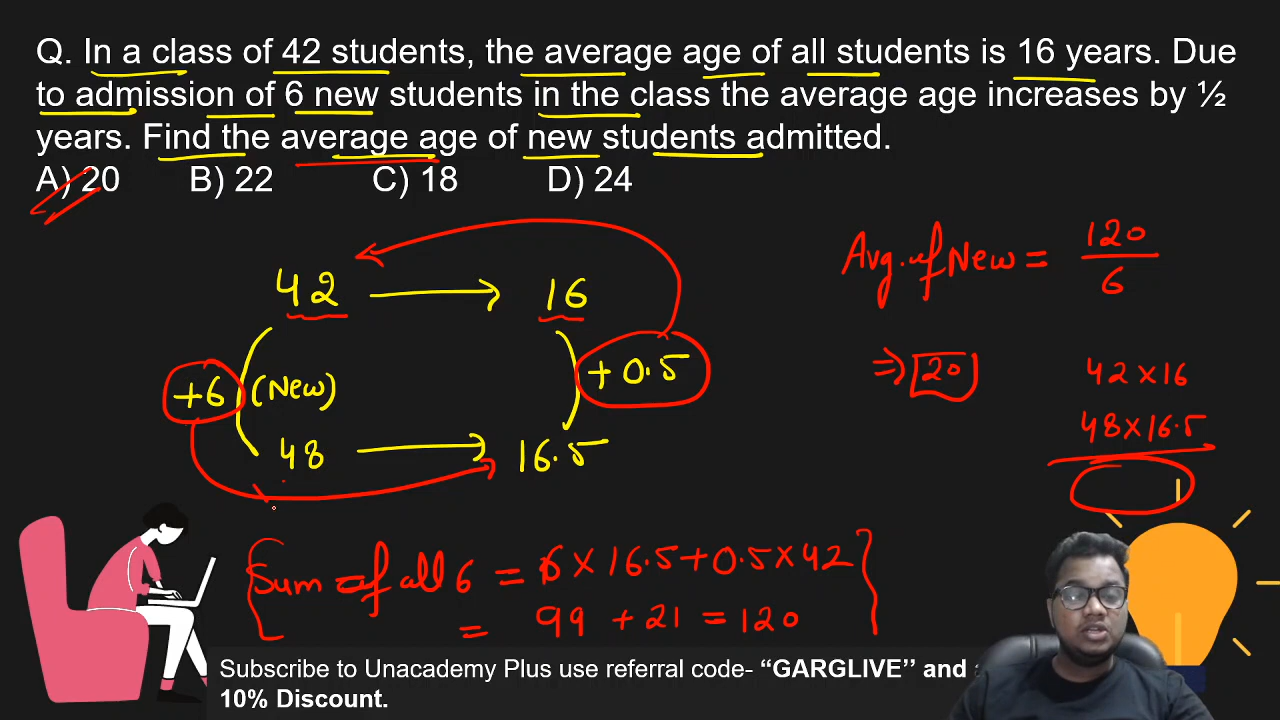 Q. In a class of 42 students, the average age of all students is 16 years. Due
to admission of 6 new students in the class the average age increases by ½
years. Find the average age of new students admitted.
A) 20 B) 22 C) 18 D) 24
42 → 16
+6 (New) +0.5
48 → 16.5
Avg. of New = 120/6
⇒ 20
42×16
48×16.5
Sum of all 6 = 6×16.5+0.5×42
= 99 + 21 = 120
Subscribe to Unacademy Plus use referral code- “GARGLIVE’’ and
10% Discount.